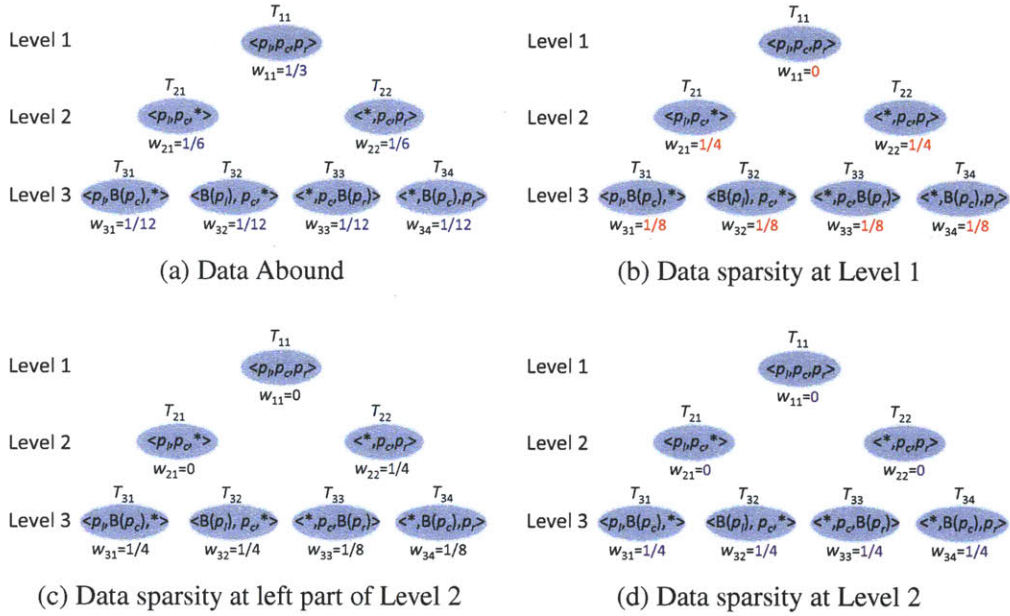 T11
Level 1
<pl,pc,pr>
w11=1/3
T21 T22
Level 2
<pl,pc,*> <*,pc,pr>
w21=1/6 w22=1/6
T31 T32 T33 T34
Level 3
<pl,B(pc),*> <B(pl), pc,*> <*,pc,B(pr)> <*,B(pc),pr>
w31=1/12 w32=1/12 w33=1/12 w34=1/12
(a) Data Abound
T11
Level 1
<pl,pc,pr>
w11=0
T21 T22
Level 2
<pl,pc,*> <*,pc,pr>
w21=1/4 w22=1/4
T31 T32 T33 T34
Level 3
<pl,B(pc),*> <B(pl), pc,*> <*,pc,B(pr)> <*,B(pc),pr>
w31=1/8 w32=1/8 w33=1/8 w34=1/8
(b) Data sparsity at Level 1
T11
Level 1
<pl,pc,pr>
w11=0
T21 T22
Level 2
<pl,pc,*> <*,pc,pr>
w21=0 w22=1/4
T31 T32 T33 T34
Level 3
<pl,B(pc),*> <B(pl), pc,*> <*,pc,B(pr)> <*,B(pc),pr>
w31=1/4 w32=1/4 w33=1/8 w34=1/8
(c) Data sparsity at left part of Level 2
T11
Level 1
<pl,pc,pr>
w11=0
T21 T22
Level 2
<pl,pc,*> <*,pc,pr>
w21=0 w22=0
T31 T32 T33 T34
Level 3
<pl,B(pc),*> <B(pl), pc,*> <*,pc,B(pr)> <*,B(pc),pr>
w31=1/4 w32=1/4 w33=1/4 w34=1/4
(d) Data sparsity at Level 2